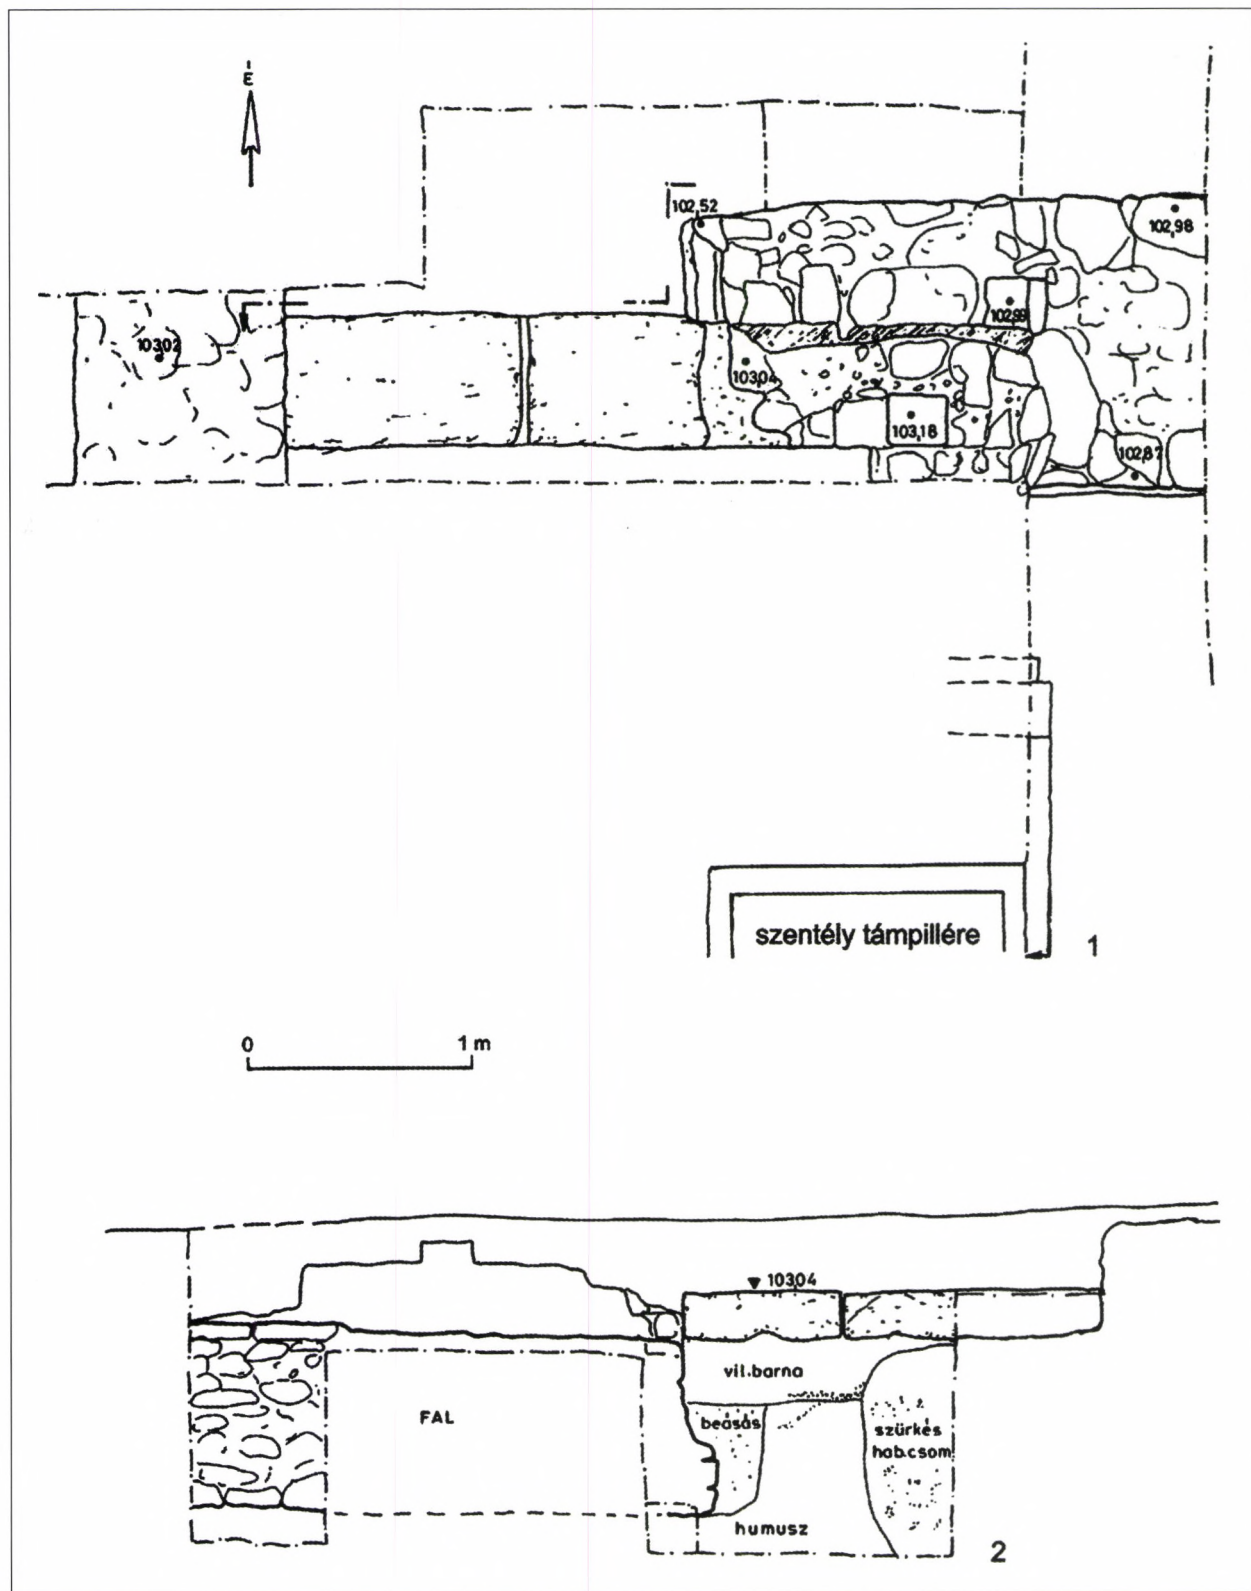 É
102,52
102,98
103,02
102,99
103,04
103,18
102,87
szentély támpillére
1
0 1 m
103,04
vil.barna
FAL
beásás
szürkés
hab.csom
humusz
2